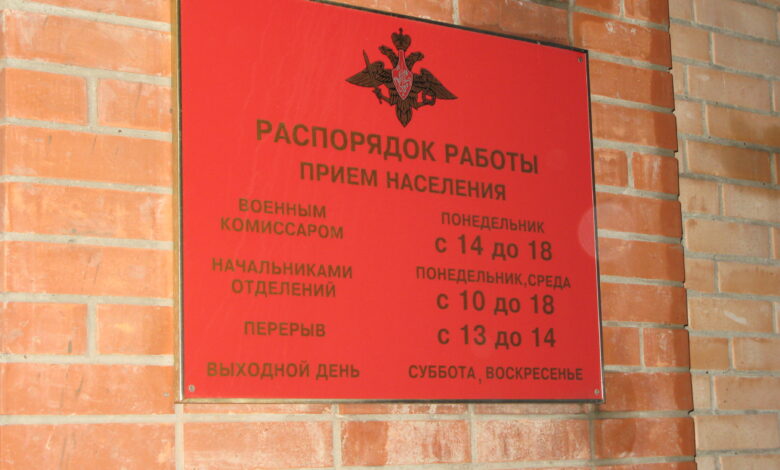 РАСПОРЯДОК РАБОТЫ
ПРИЕМ НАСЕЛЕНИЯ
ВОЕННЫМ
КОМИССАРОМ
ПОНЕДЕЛЬНИК
с 14 до 18
НАЧАЛЬНИКАМИ
ОТДЕЛЕНИЙ
ПОНЕДЕЛЬНИК, СРЕДА
с 10 до 18
ПЕРЕРЫВ
с 13 до 14
ВЫХОДНОЙ ДЕНЬ
СУББОТА, ВОСКРЕСЕНЬЕ